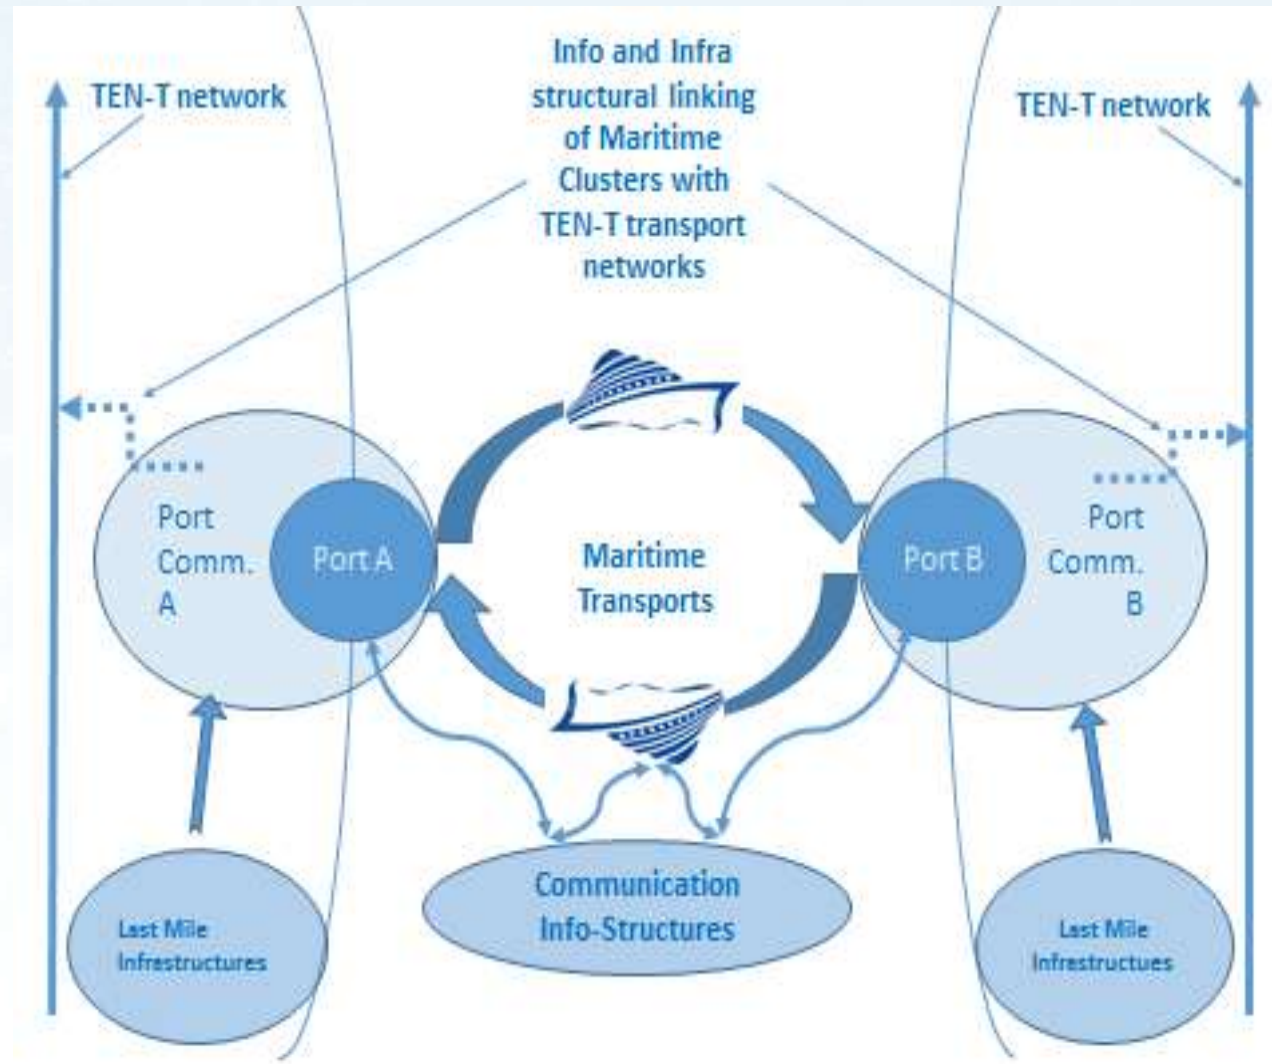 TEN-T network
Info and Infra
structural linking
of Maritime
Clusters with
TEN-T transport
networks
TEN-T network
Port
Comm.
A
Port A
Maritime
Transports
Port B
Port
Comm.
B
Last Mile
Infrastructures
Communication
Info-Structures
Last Mile
Infrastructues